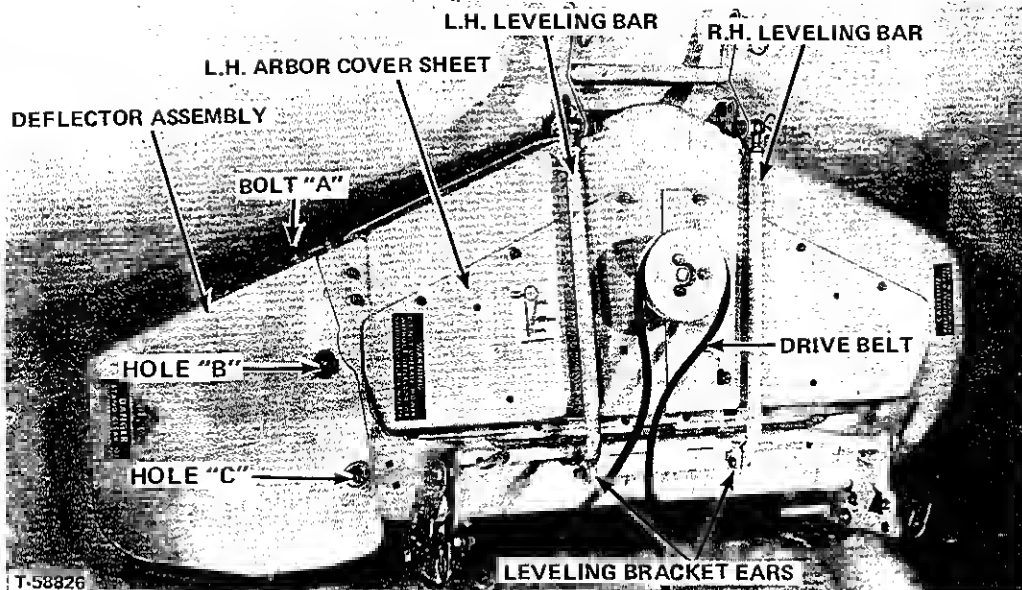 L.H. LEVELING BAR
R.H. LEVELING BAR
L.H. ARBOR COVER SHEET
DEFLECTOR ASSEMBLY
BOLT "A"
DRIVE BELT
HOLE "B"
HOLE "C"
LEVELING BRACKET EARS
T-58826